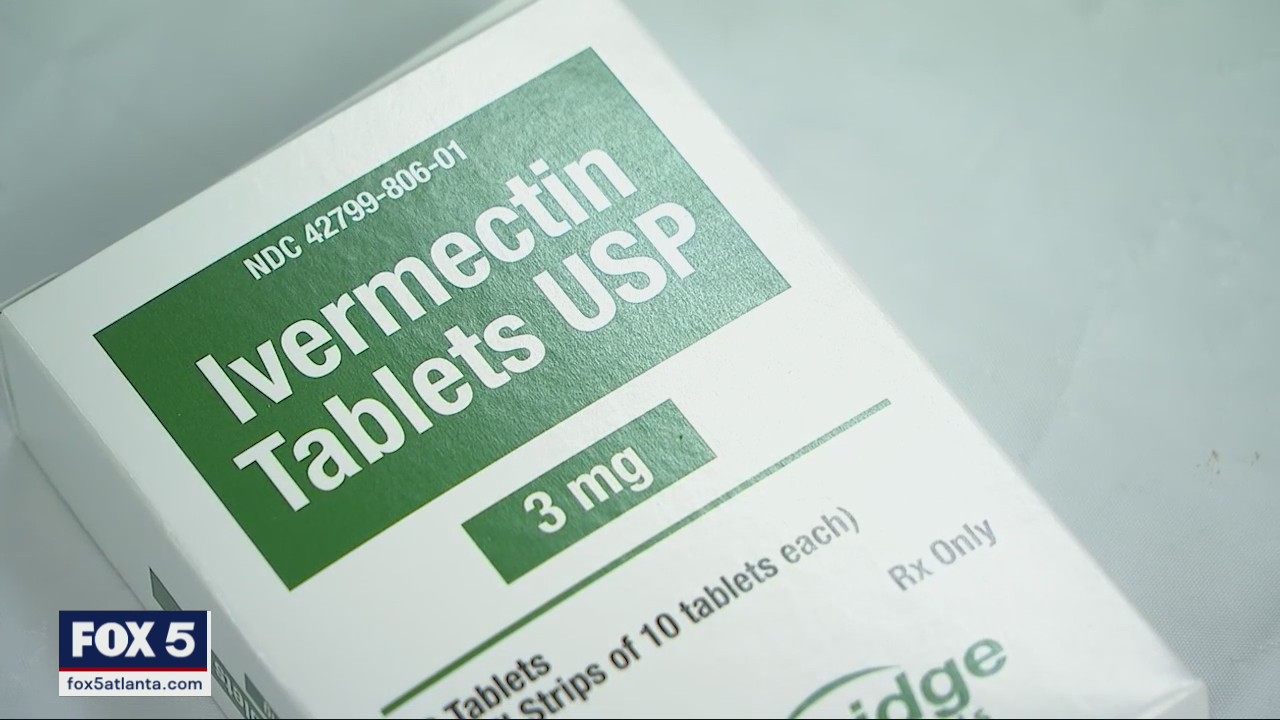 NDC 42799-806-01
Ivermectin
Tablets USP
3 mg
Tablets
Strips of 10 tablets each)
Rx Only
FOX 5
fox5atlanta.com